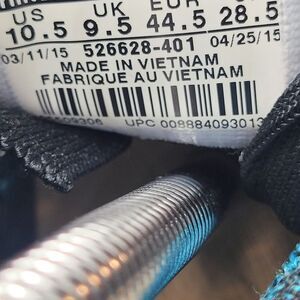 US UK EUR
10.5 9.5 44.5 28.5
03/11/15 526628-401 04/25/15
MADE IN VIETNAM
FABRIQUE AU VIETNAM
UPC 00888409301